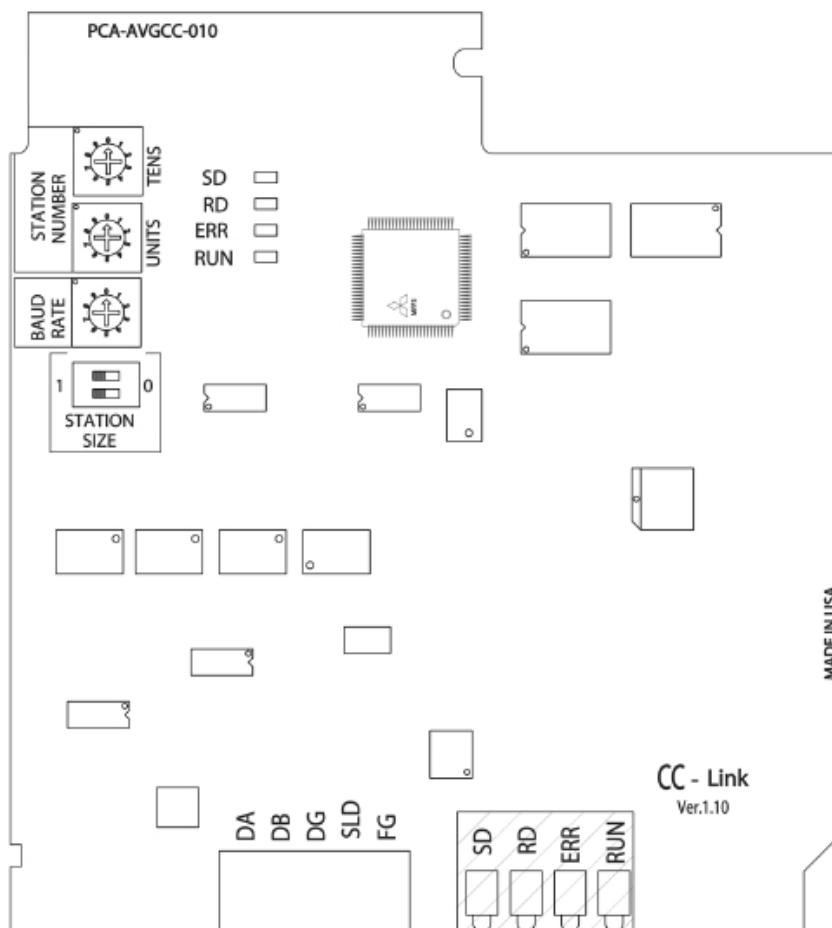 PCA-AVGCC-010
STATION
NUMBER
TENS
UNITS
BAUD
RATE
SD
RD
ERR
RUN
1
0
STATION
SIZE
MADE IN USA
CC - Link
Ver.1.10
DA
DB
DG
SLD
FG
SD
RD
ERR
RUN